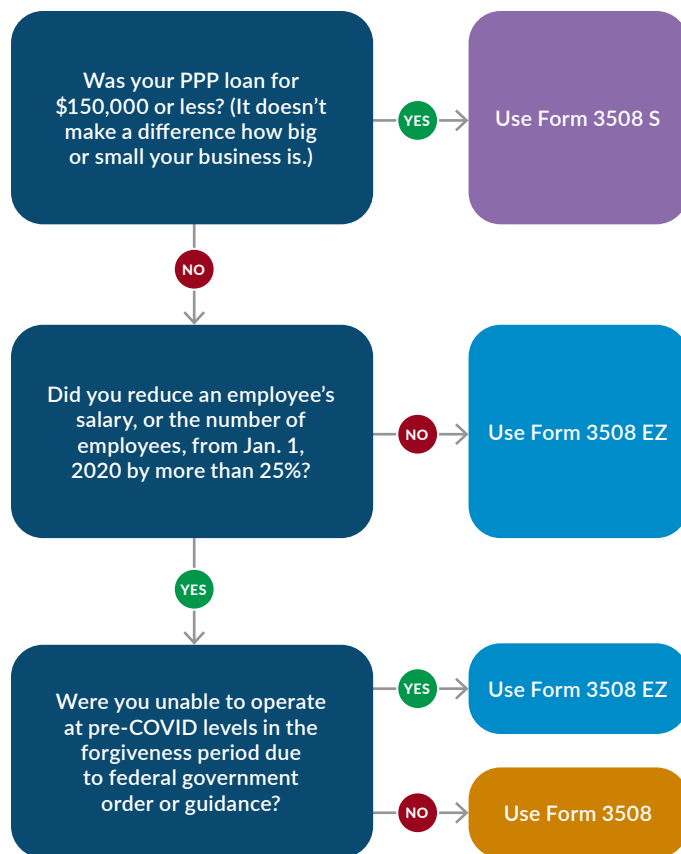 Was your PPP loan for
$150,000 or less? (It doesn’t
make a difference how big
or small your business is.)
YES
Use Form 3508 S
NO
Did you reduce an employee’s
salary, or the number of
employees, from Jan. 1,
2020 by more than 25%?
NO
Use Form 3508 EZ
YES
Were you unable to operate
at pre-COVID levels in the
forgiveness period due
to federal government
order or guidance?
YES
Use Form 3508 EZ
NO
Use Form 3508